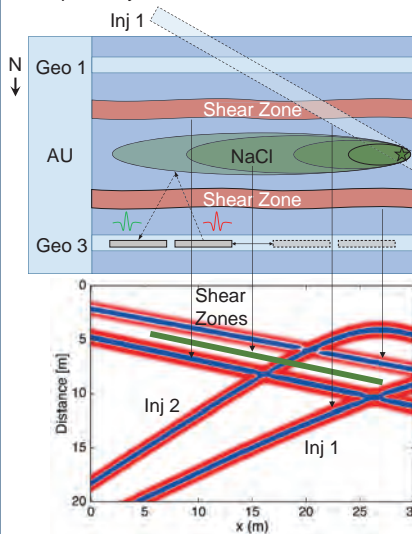 Inj 1
N
Geo 1
Shear Zone
AU
NaCl
Shear Zone
Geo 3
0
5
10
15
20
Distance [m]
Shear
Zones
Inj 2
Inj 1
0 5 10 15 20 25 3
x (m)